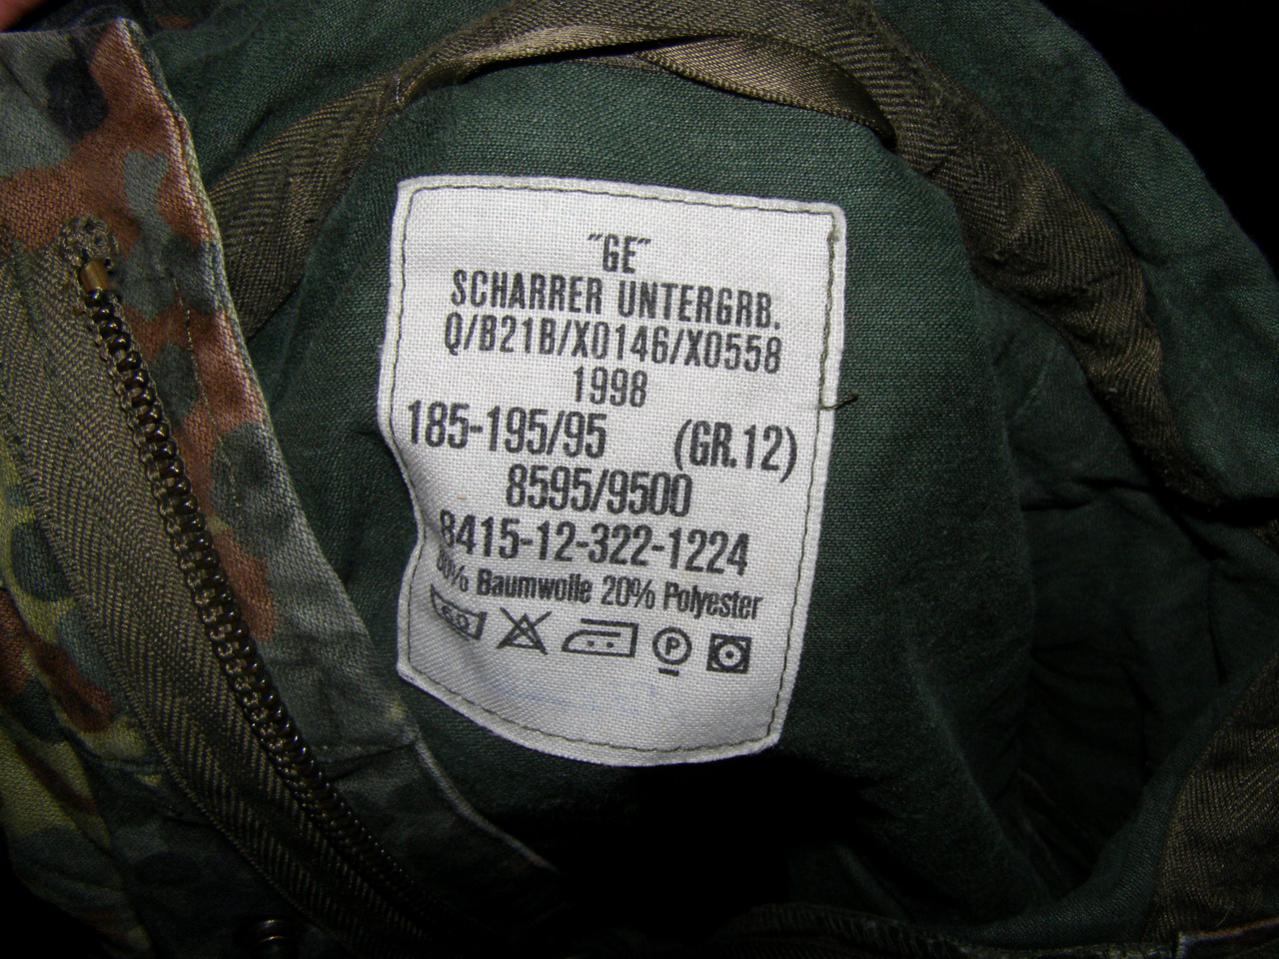 "GE"
SCHARRER UNTERGRB.
Q/B21B/X0146/X0558
1998
185-195/95 (GR.12)
8595/9500
8415-12-322-1224
80% Baumwolle 20% Polyester
60 P